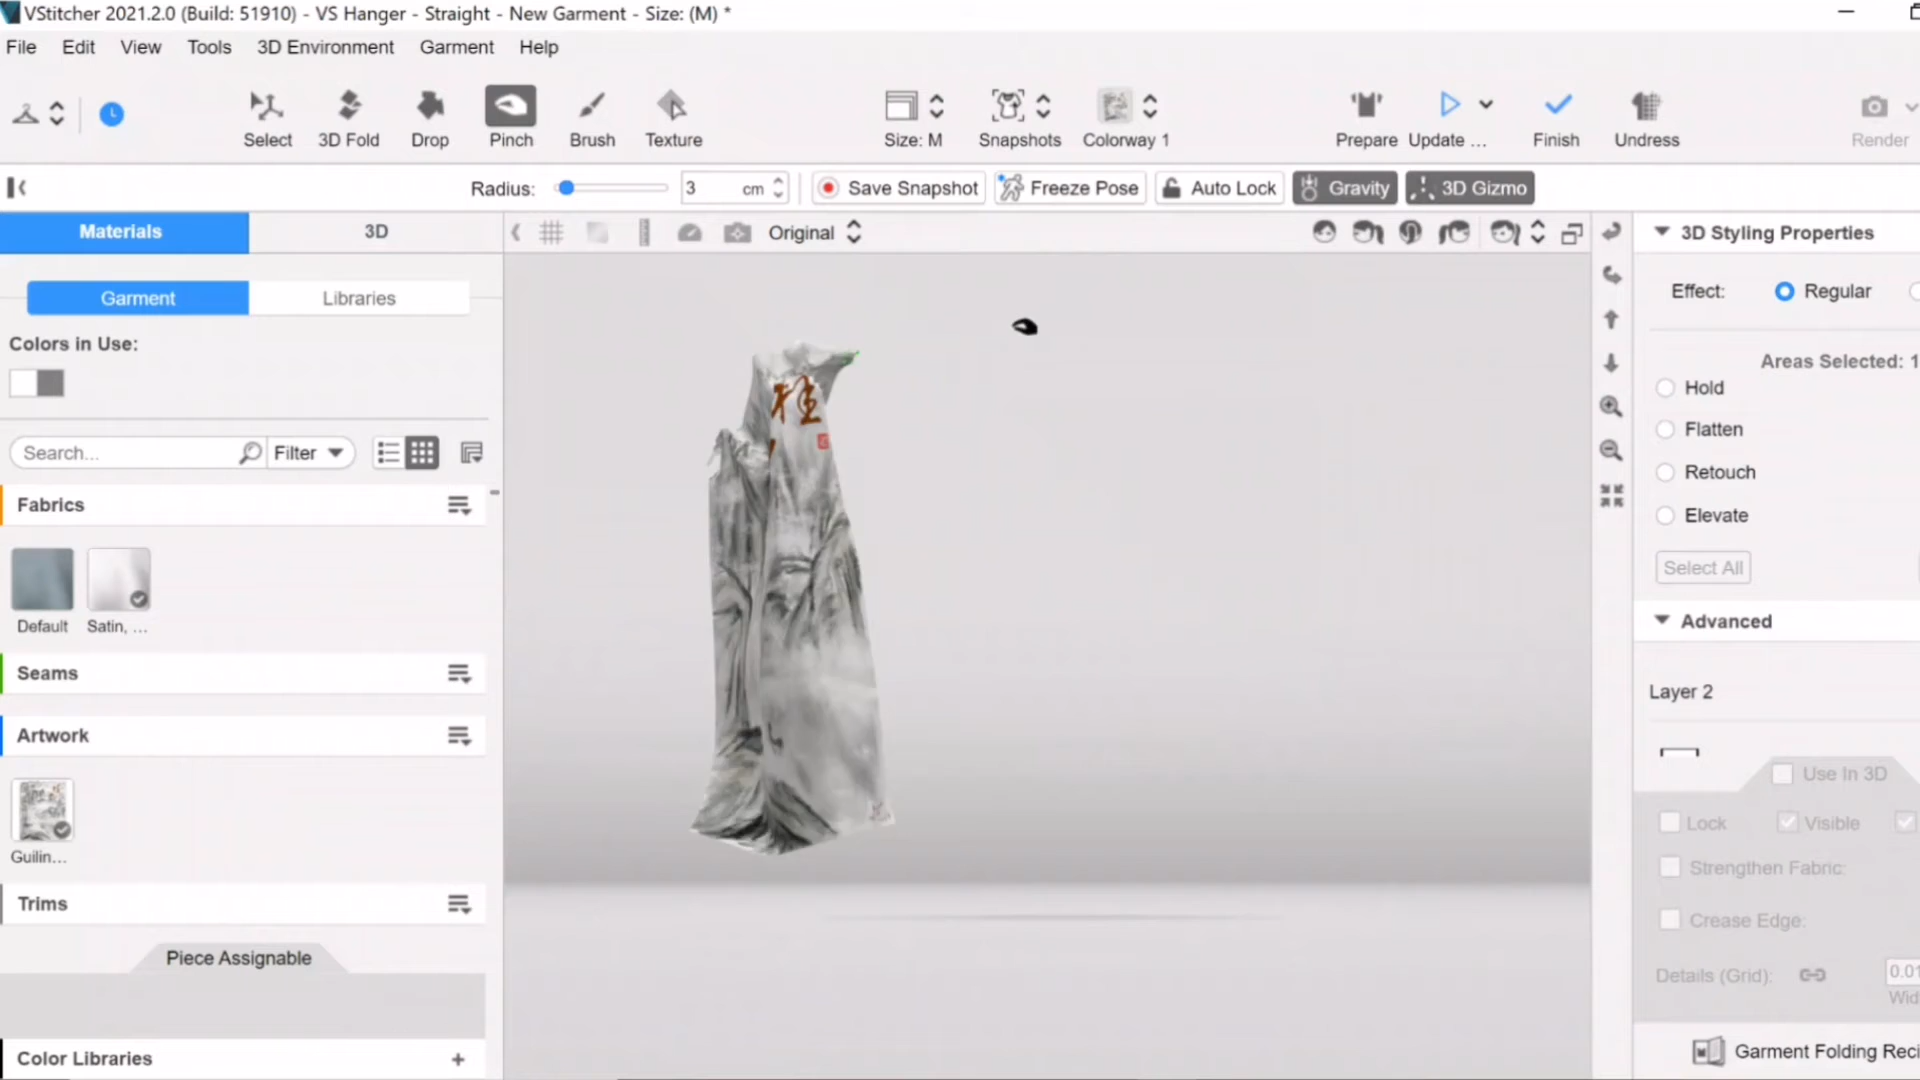 VStitcher 2021.2.0 (Build: 51910) - VS Hanger - Straight - New Garment - Size: (M) *
File Edit View Tools 3D Environment Garment Help
Select 3D Fold Drop Pinch Brush Texture Size: M Snapshots Colorway 1 Prepare Update ... Finish Undress Render
Radius: 3 cm Save Snapshot Freeze Pose Auto Lock Gravity 3D Gizmo
Materials 3D
Original
3D Styling Properties
Garment Libraries
Effect: Regular
Colors in Use:
Areas Selected: 1
Hold
Flatten
Search... Filter
Retouch
Fabrics
Elevate
Select All
Default Satin, ...
Advanced
Seams
Layer 2
Artwork
Use In 3D
Lock Visible
Guilin...
Strengthen Fabric:
Trims
Crease Edge:
Piece Assignable
Details (Grid): 0.01
Wid
Color Libraries +
Garment Folding Reci
桂